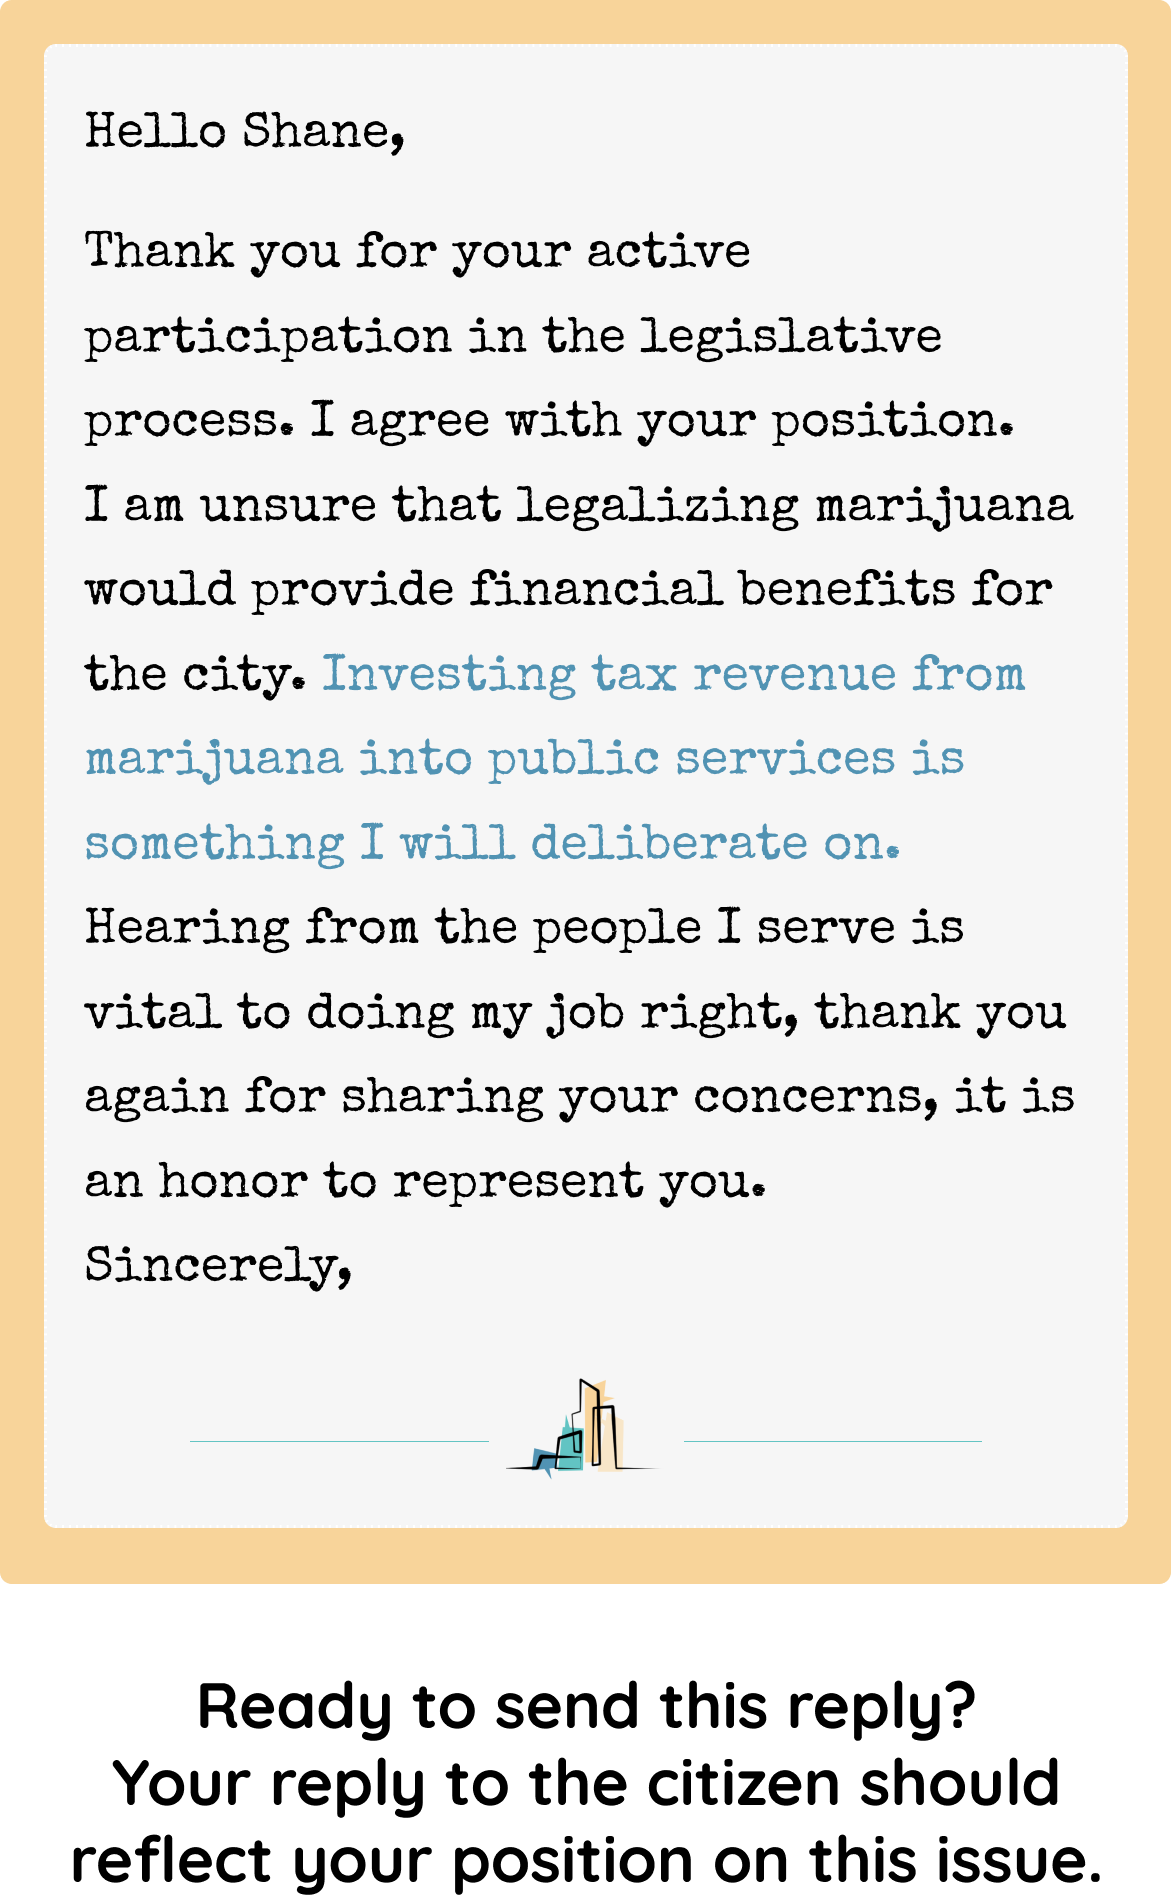 Hello Shane,
Thank you for your active
participation in the legislative
process. I agree with your position.
I am unsure that legalizing marijuana
would provide financial benefits for
the city. Investing tax revenue from
marijuana into public services is
something I will deliberate on.
Hearing from the people I serve is
vital to doing my job right, thank you
again for sharing your concerns, it is
an honor to represent you.
Sincerely,
Ready to send this reply?
Your reply to the citizen should
reflect your position on this issue.